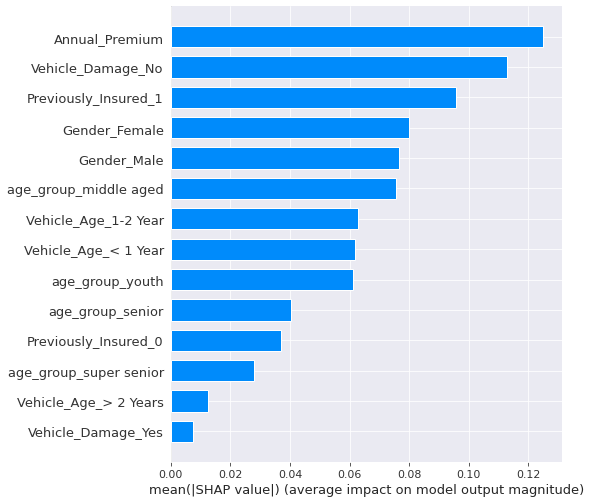 Annual_Premium
Vehicle_Damage_No
Previously_Insured_1
Gender_Female
Gender_Male
age_group_middle aged
Vehicle_Age_1-2 Year
Vehicle_Age_< 1 Year
age_group_youth
age_group_senior
Previously_Insured_0
age_group_super senior
Vehicle_Age_> 2 Years
Vehicle_Damage_Yes
0.00 0.02 0.04 0.06 0.08 0.10 0.12
mean(|SHAP value|) (average impact on model output magnitude)